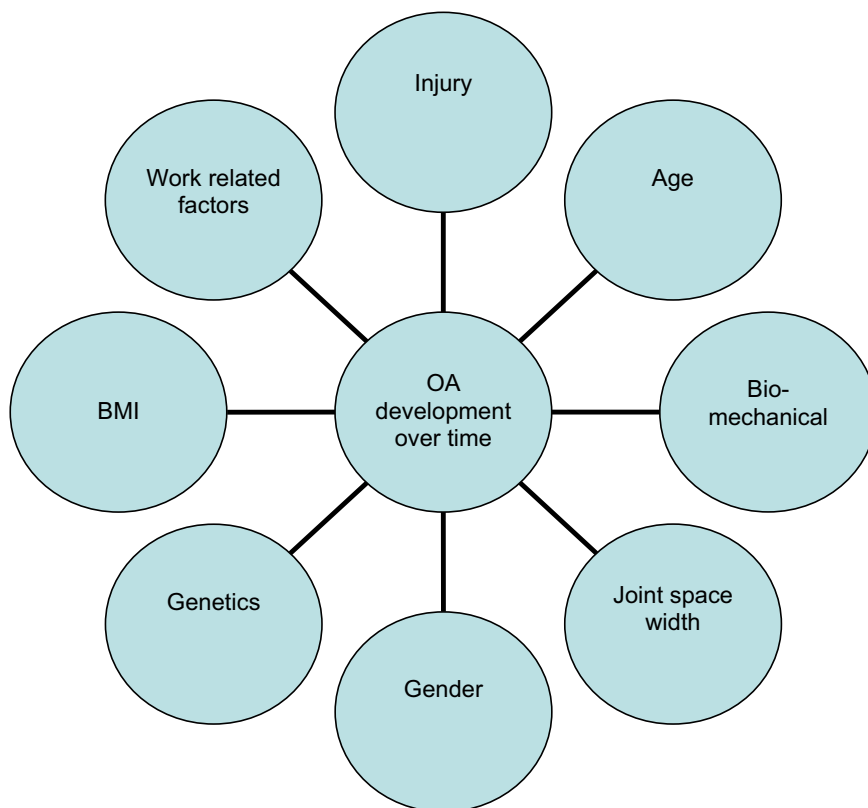 Injury
Age
Work related
factors
Bio-
mechanical
OA
development
over time
BMI
Joint space
width
Genetics
Gender